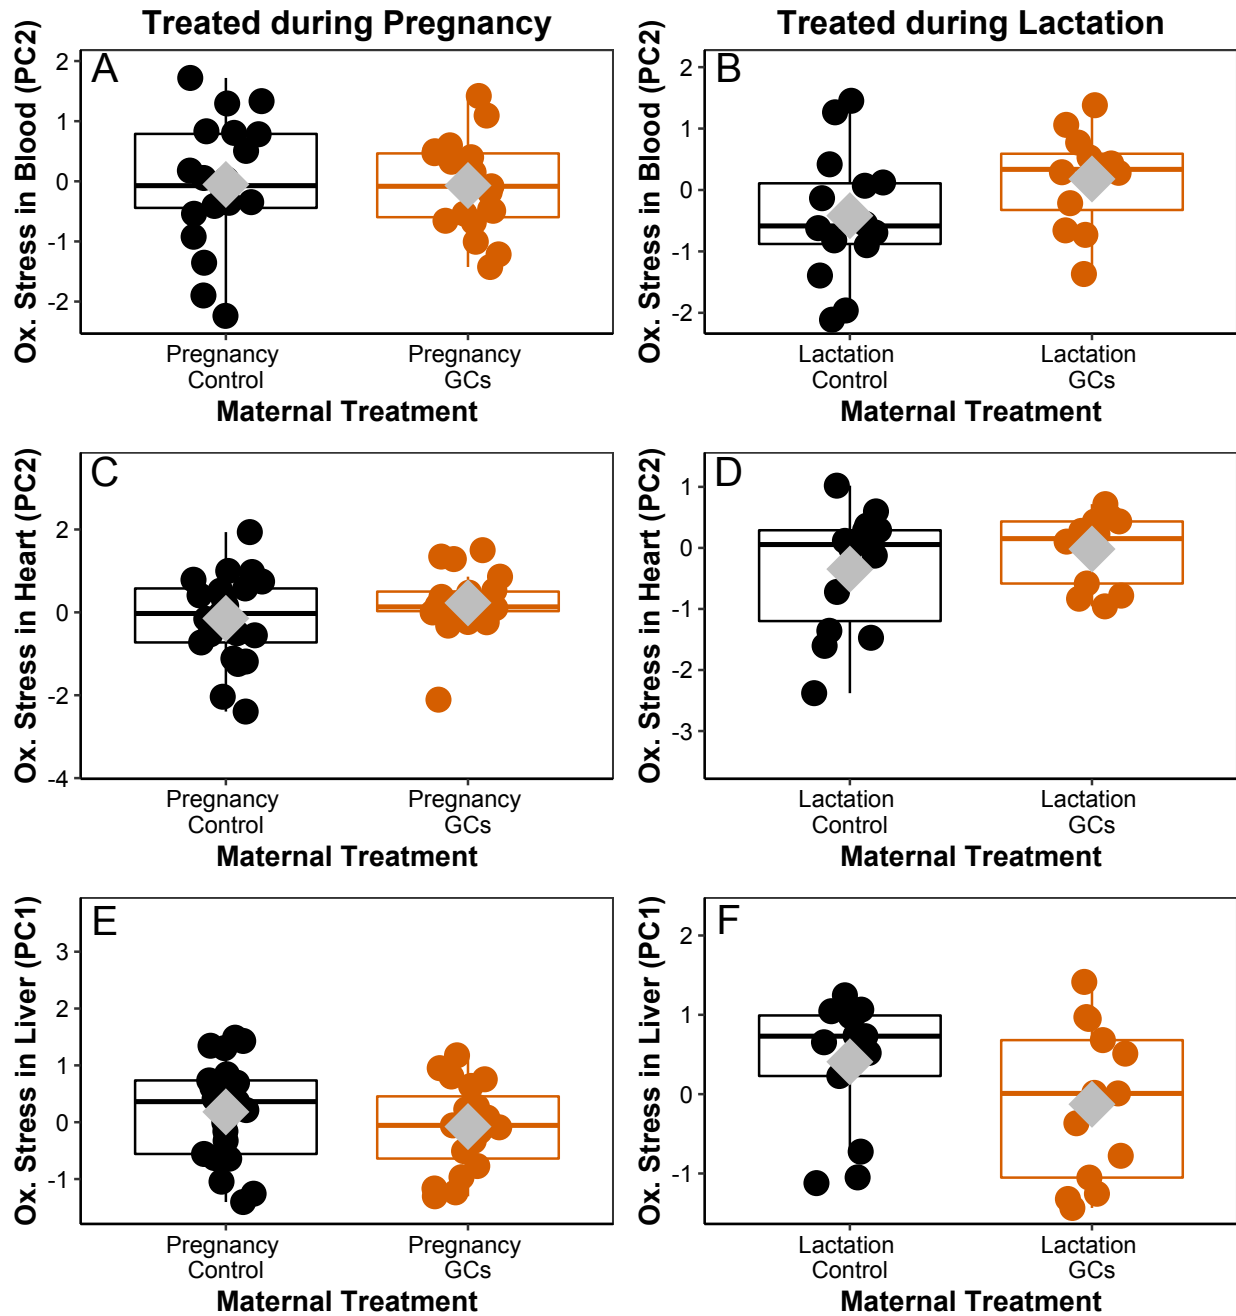 Treated during Pregnancy
Treated during Lactation
A
Ox. Stress in Blood (PC2)
2
1
0
-1
-2
Pregnancy
Control
Pregnancy
GCs
Maternal Treatment
B
Ox. Stress in Blood (PC2)
2
1
0
-1
-2
Lactation
Control
Lactation
GCs
Maternal Treatment
C
Ox. Stress in Heart (PC2)
2
0
-2
-4
Pregnancy
Control
Pregnancy
GCs
Maternal Treatment
D
Ox. Stress in Heart (PC2)
1
0
-1
-2
-3
Lactation
Control
Lactation
GCs
Maternal Treatment
E
Ox. Stress in Liver (PC1)
3
2
1
0
-1
Pregnancy
Control
Pregnancy
GCs
Maternal Treatment
F
Ox. Stress in Liver (PC1)
2
1
0
-1
Lactation
Control
Lactation
GCs
Maternal Treatment